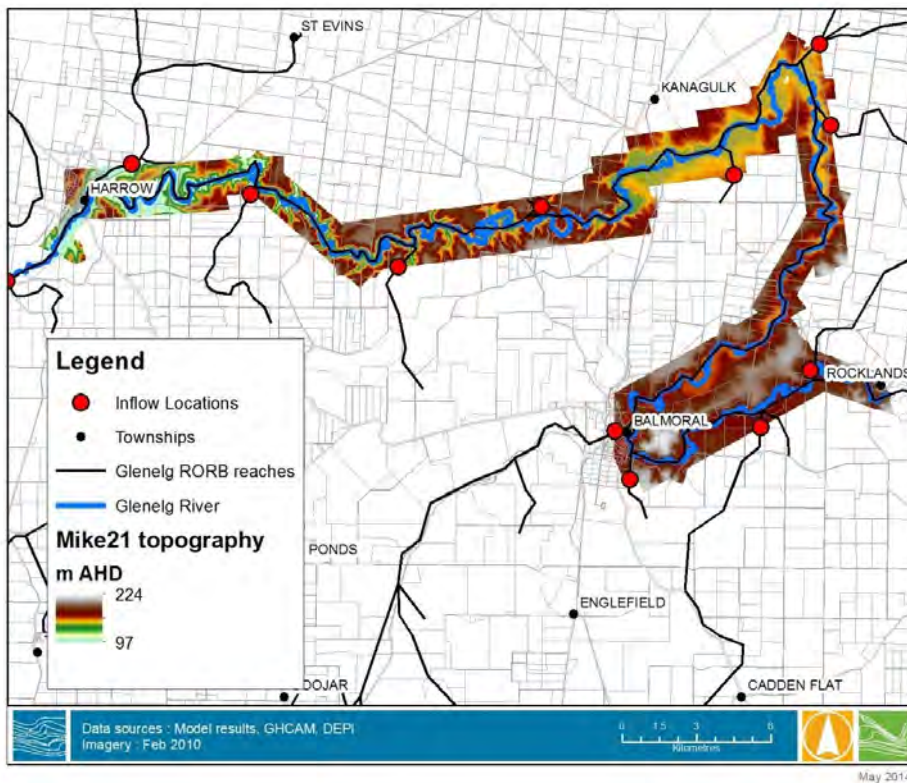 ST EVINS
KANAGULK
HARROW
ROCKLANDS
BALMORAL
Legend
Inflow Locations
Townships
Glenelg RORB reaches
Glenelg River
Mike21 topography
m AHD
224
97
PONDS
ENGLEFIELD
DOJAR
CADDEN FLAT
Data sources : Model results, GHCAM, DEPI
Imagery : Feb 2010
0 1.5 3 6
Kilometres
May 2014